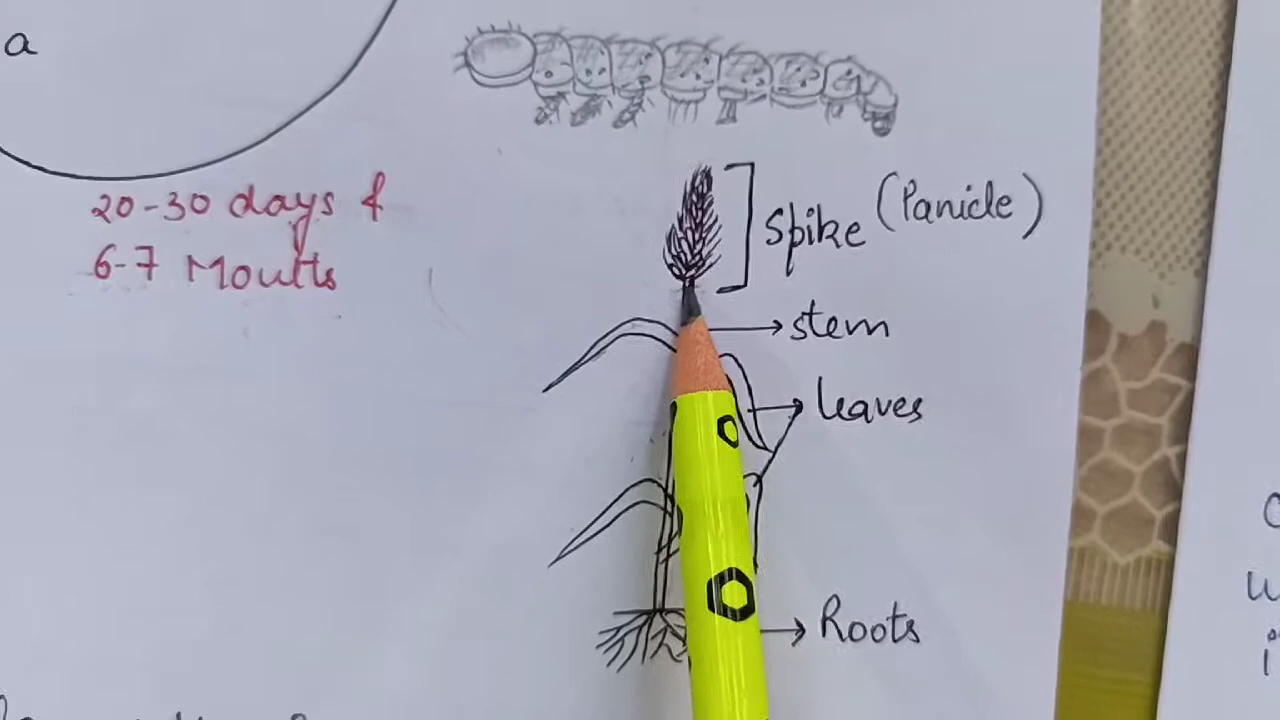 a
20-30 days &
6-7 Moults
Spike (Panicle)
stem
leaves
Roots